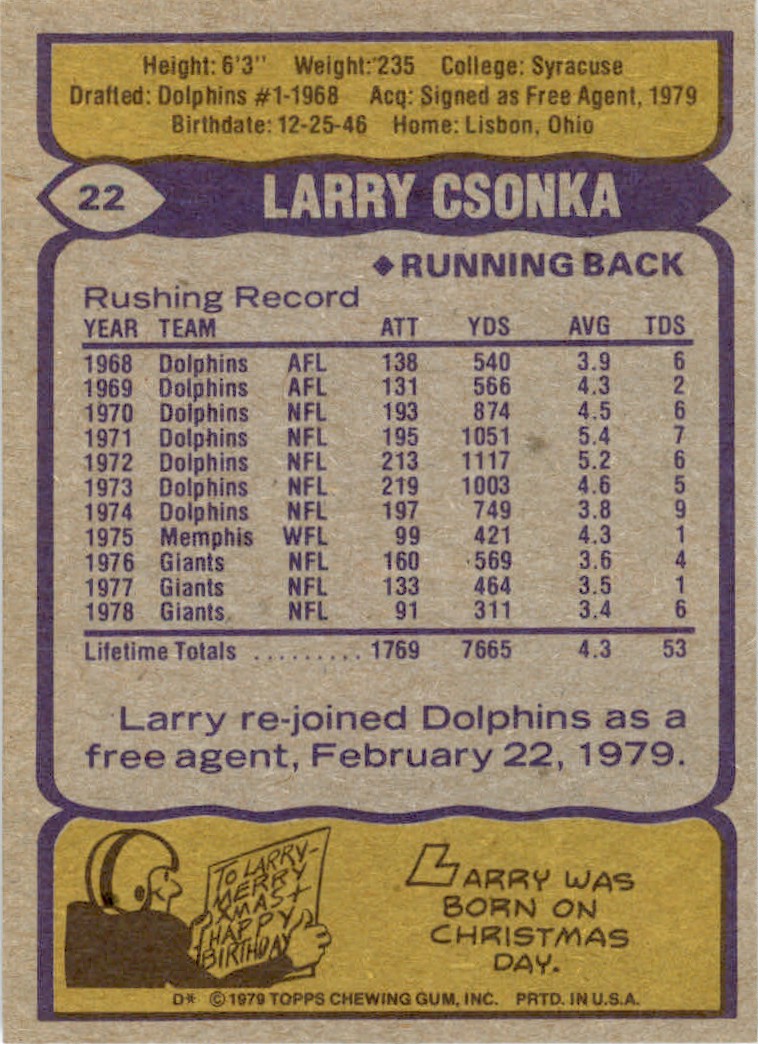 Height: 6'3" Weight: 235 College: Syracuse
Drafted: Dolphins #1-1968 Acq: Signed as Free Agent, 1979
Birthdate: 12-25-46 Home: Lisbon, Ohio
22 LARRY CSONKA
◆RUNNING BACK
Rushing Record
YEAR TEAM ATT YDS AVG TDS
1968 Dolphins AFL 138 540 3.9 6
1969 Dolphins AFL 131 566 4.3 2
1970 Dolphins NFL 193 874 4.5 6
1971 Dolphins NFL 195 1051 5.4 7
1972 Dolphins NFL 213 1117 5.2 6
1973 Dolphins NFL 219 1003 4.6 5
1974 Dolphins NFL 197 749 3.8 9
1975 Memphis WFL 99 421 4.3 1
1976 Giants NFL 160 569 3.6 4
1977 Giants NFL 133 464 3.5 1
1978 Giants NFL 91 311 3.4 6
Lifetime Totals ......... 1769 7665 4.3 53
Larry re-joined Dolphins as a
free agent, February 22, 1979.
TO LARRY-
MERRY
XMAS +
HAPPY
BIRTHDAY
LARRY WAS
BORN ON
CHRISTMAS
DAY.
D* © 1979 TOPPS CHEWING GUM, INC. PRTD. IN U.S.A.